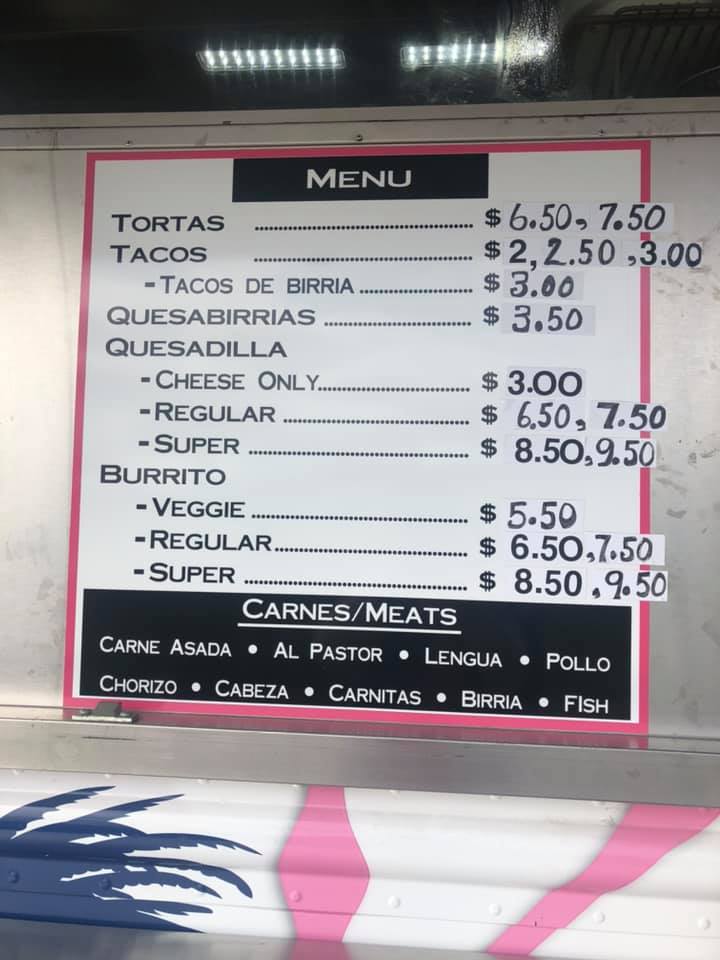 MENU
TORTAS ........ $ 6.50, 7.50
TACOS ........ $ 2, 2.50, 3.00
- TACOS DE BIRRIA ........ $ 3.00
QUESABIRRIAS ........ $ 3.50
QUESADILLA
- CHEESE ONLY........ $ 3.00
- REGULAR ........ $ 6.50, 7.50
- SUPER ........ $ 8.50, 9.50
BURRITO
- VEGGIE ........ $ 5.50
- REGULAR........ $ 6.50, 7.50
- SUPER ........ $ 8.50, 9.50
CARNES/MEATS
CARNE ASADA • AL PASTOR • LENGUA • POLLO
CHORIZO • CABEZA • CARNITAS • BIRRIA • FISH